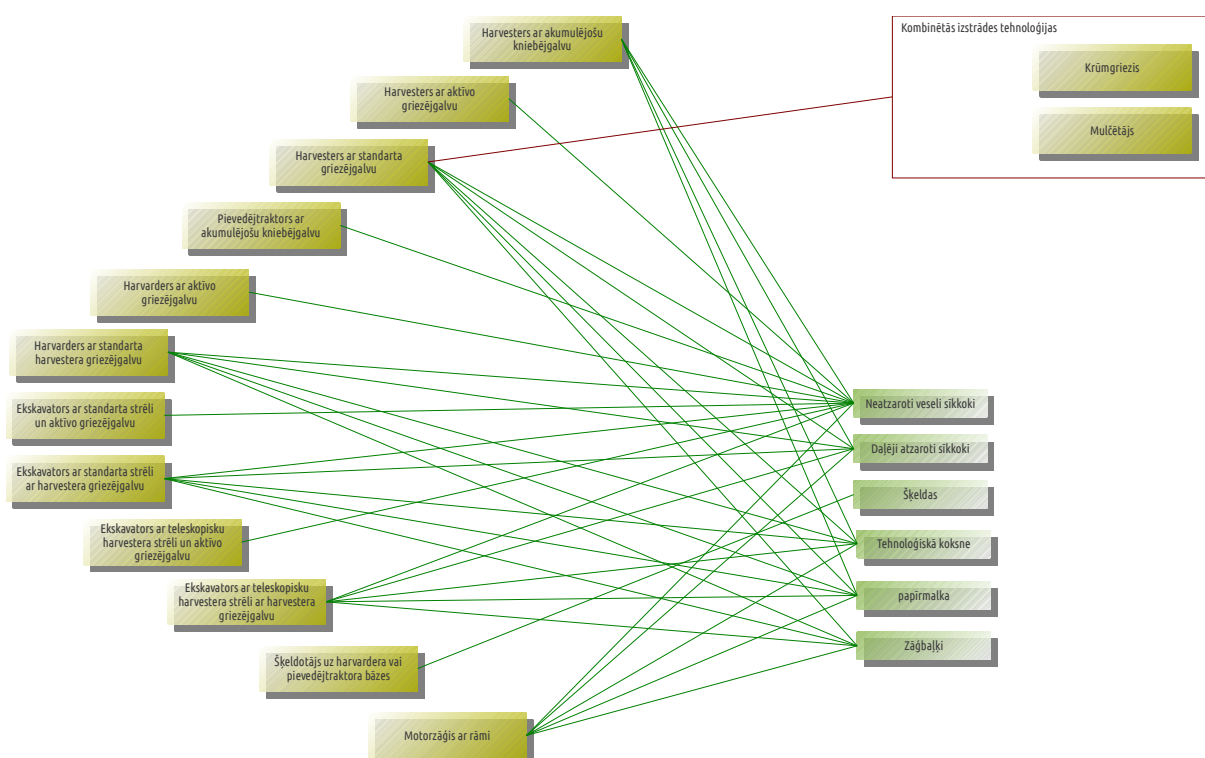 Harvesters ar akumulējošu
kniebējgalvu
Kombinētās izstrādes tehnoloģijas
Krūmgriezis
Mulčētājs
Harvesters ar aktīvo
griezējgalvu
Harvesters ar standarta
griezējgalvu
Pievedējtraktors ar
akumulējošu kniebējgalvu
Harvarders ar aktīvo
griezējgalvu
Harvarders ar standarta
harvestera griezējgalvu
Ekskavators ar standarta strēli
un aktīvo griezējgalvu
Ekskavators ar standarta strēli
ar harvestera griezējgalvu
Ekskavators ar teleskopisku
harvestera strēli un aktīvo
griezējgalvu
Ekskavators ar teleskopisku
harvestera strēli ar harvestera
griezējgalvu
Šķeldotājs uz harvardera vai
pievedējtraktora bāzes
Motorzāģis ar rāmi
Neatzaroti veseli sīkkoki
Daļēji atzaroti sīkkoki
Šķeldas
Tehnoloģiskā koksne
papīrmalka
Zāģbaļķi